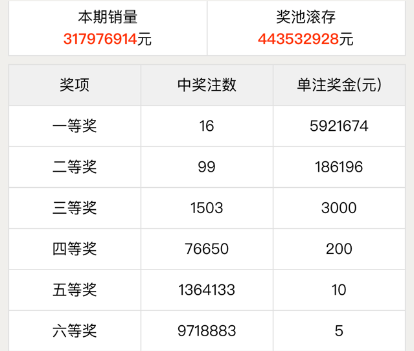 本期销量 奖池滚存
317976914元 443532928元
奖项 中奖注数 单注奖金(元)
一等奖 16 5921674
二等奖 99 186196
三等奖 1503 3000
四等奖 76650 200
五等奖 1364133 10
六等奖 9718883 5